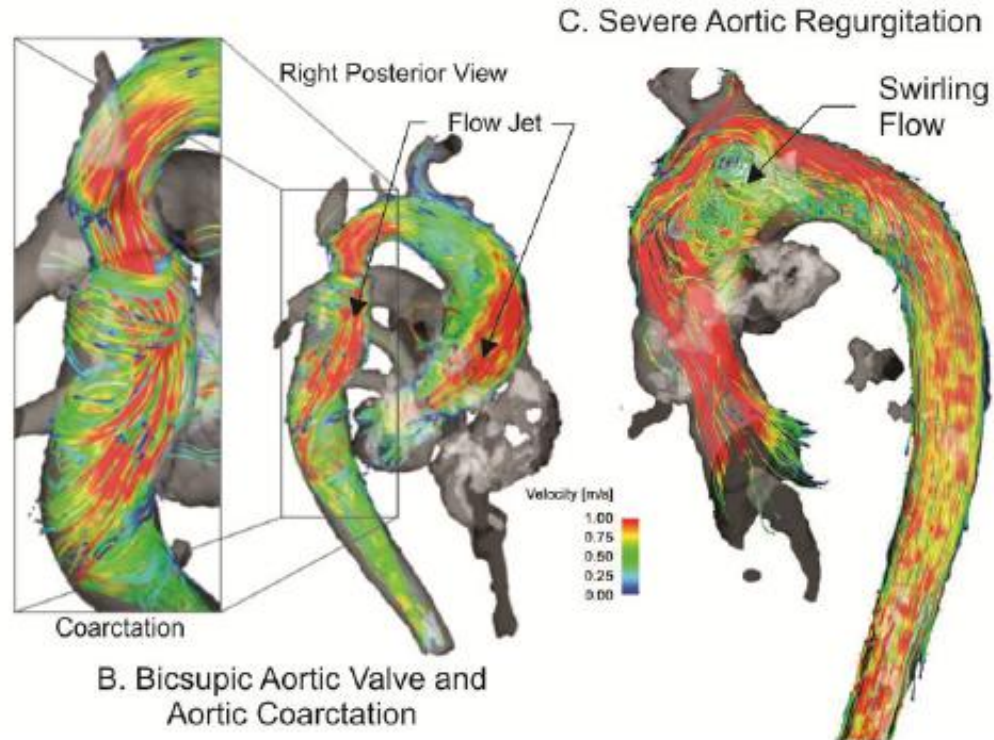 C. Severe Aortic Regurgitation
Right Posterior View
Flow Jet
Swirling
Flow
Velocity [m/s]
1.00
0.75
0.50
0.25
0.00
Coarctation
B. Bicsupic Aortic Valve and
Aortic Coarctation